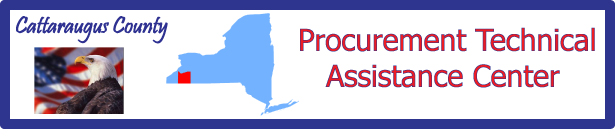 Cattaraugus County
Procurement Technical
Assistance Center